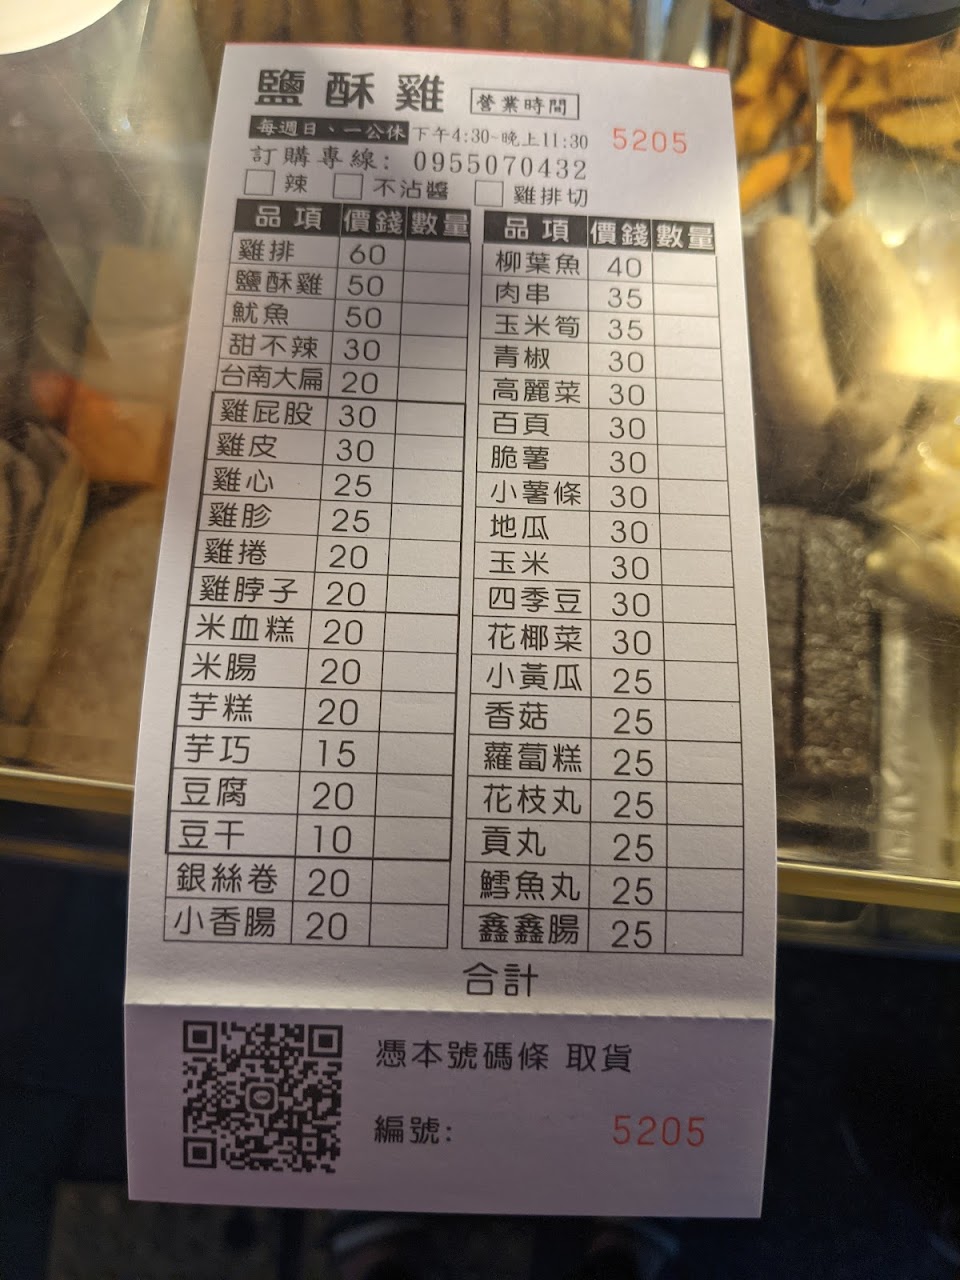 鹽酥雞 營業時間
每週日、一公休 下午4:30~晚上11:30 5205
訂購專線: 0955070432
辣 不沾醬 雞排切
品項 價錢 數量
雞排 60
鹽酥雞 50
魷魚 50
甜不辣 30
台南大扁 20
雞屁股 30
雞皮 30
雞心 25
雞胗 25
雞捲 20
雞脖子 20
米血糕 20
米腸 20
芋糕 20
芋巧 15
豆腐 20
豆干 10
銀絲卷 20
小香腸 20
品項 價錢 數量
柳葉魚 40
肉串 35
玉米筍 35
青椒 30
高麗菜 30
百頁 30
脆薯 30
小薯條 30
地瓜 30
玉米 30
四季豆 30
花椰菜 30
小黃瓜 25
香菇 25
蘿蔔糕 25
花枝丸 25
貢丸 25
鱈魚丸 25
鑫鑫腸 25
合計
憑本號碼條 取貨
編號: 5205